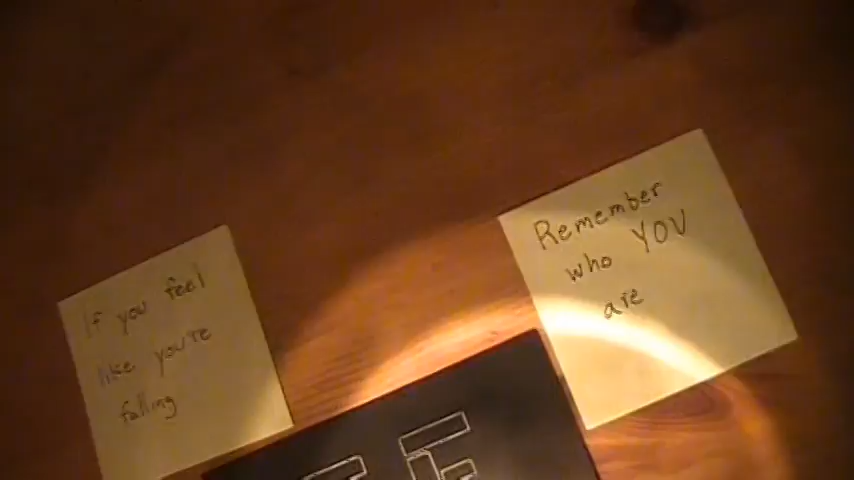 If you feel
like you're
falling
Remember
who YOU
are